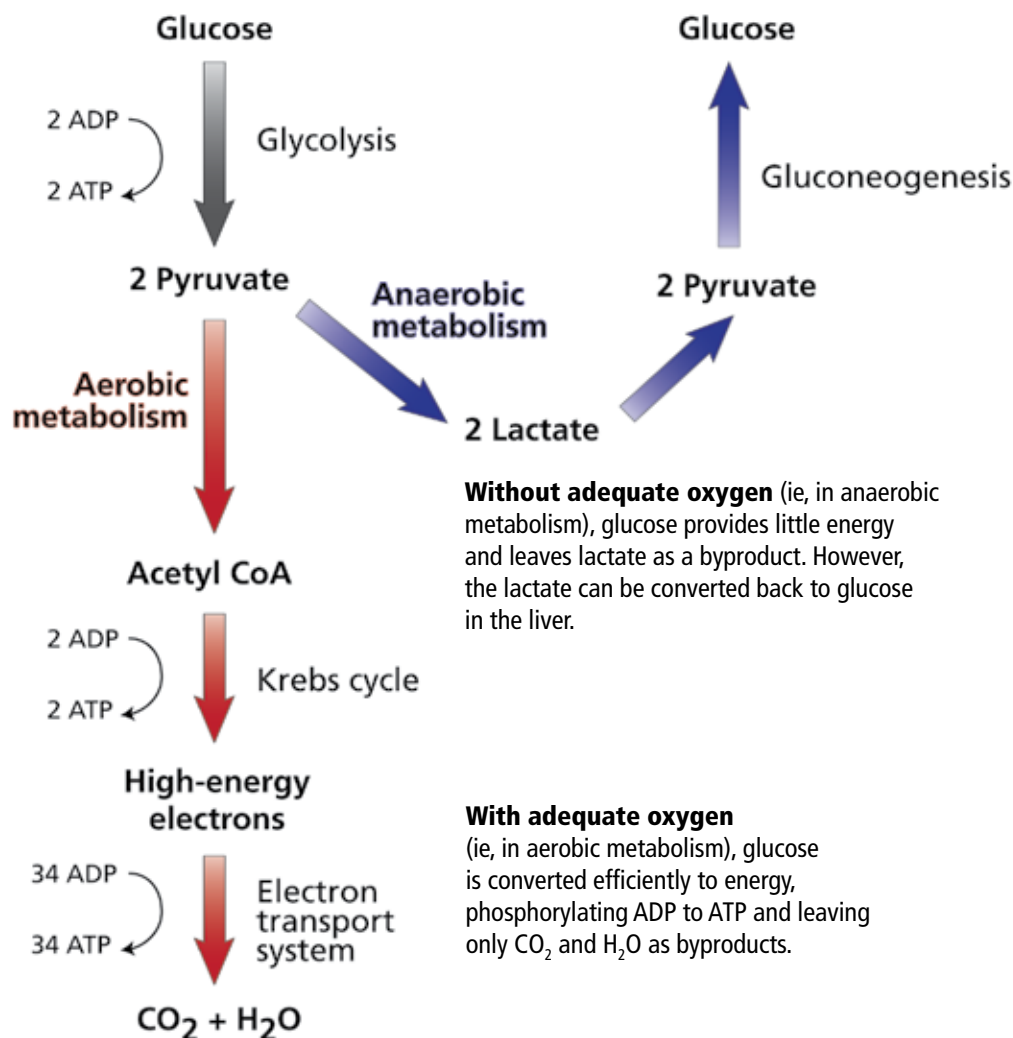 Glucose
2 ADP
2 ATP
Glycolysis
2 Pyruvate
Aerobic
metabolism
Anaerobic
metabolism
2 Lactate
2 Pyruvate
Gluconeogenesis
Glucose
Without adequate oxygen (ie, in anaerobic
metabolism), glucose provides little energy
and leaves lactate as a byproduct. However,
the lactate can be converted back to glucose
in the liver.
Acetyl CoA
2 ADP
2 ATP
Krebs cycle
High-energy
electrons
34 ADP
34 ATP
Electron
transport
system
CO₂ + H₂O
With adequate oxygen
(ie, in aerobic metabolism), glucose
is converted efficiently to energy,
phosphorylating ADP to ATP and leaving
only CO₂ and H₂O as byproducts.